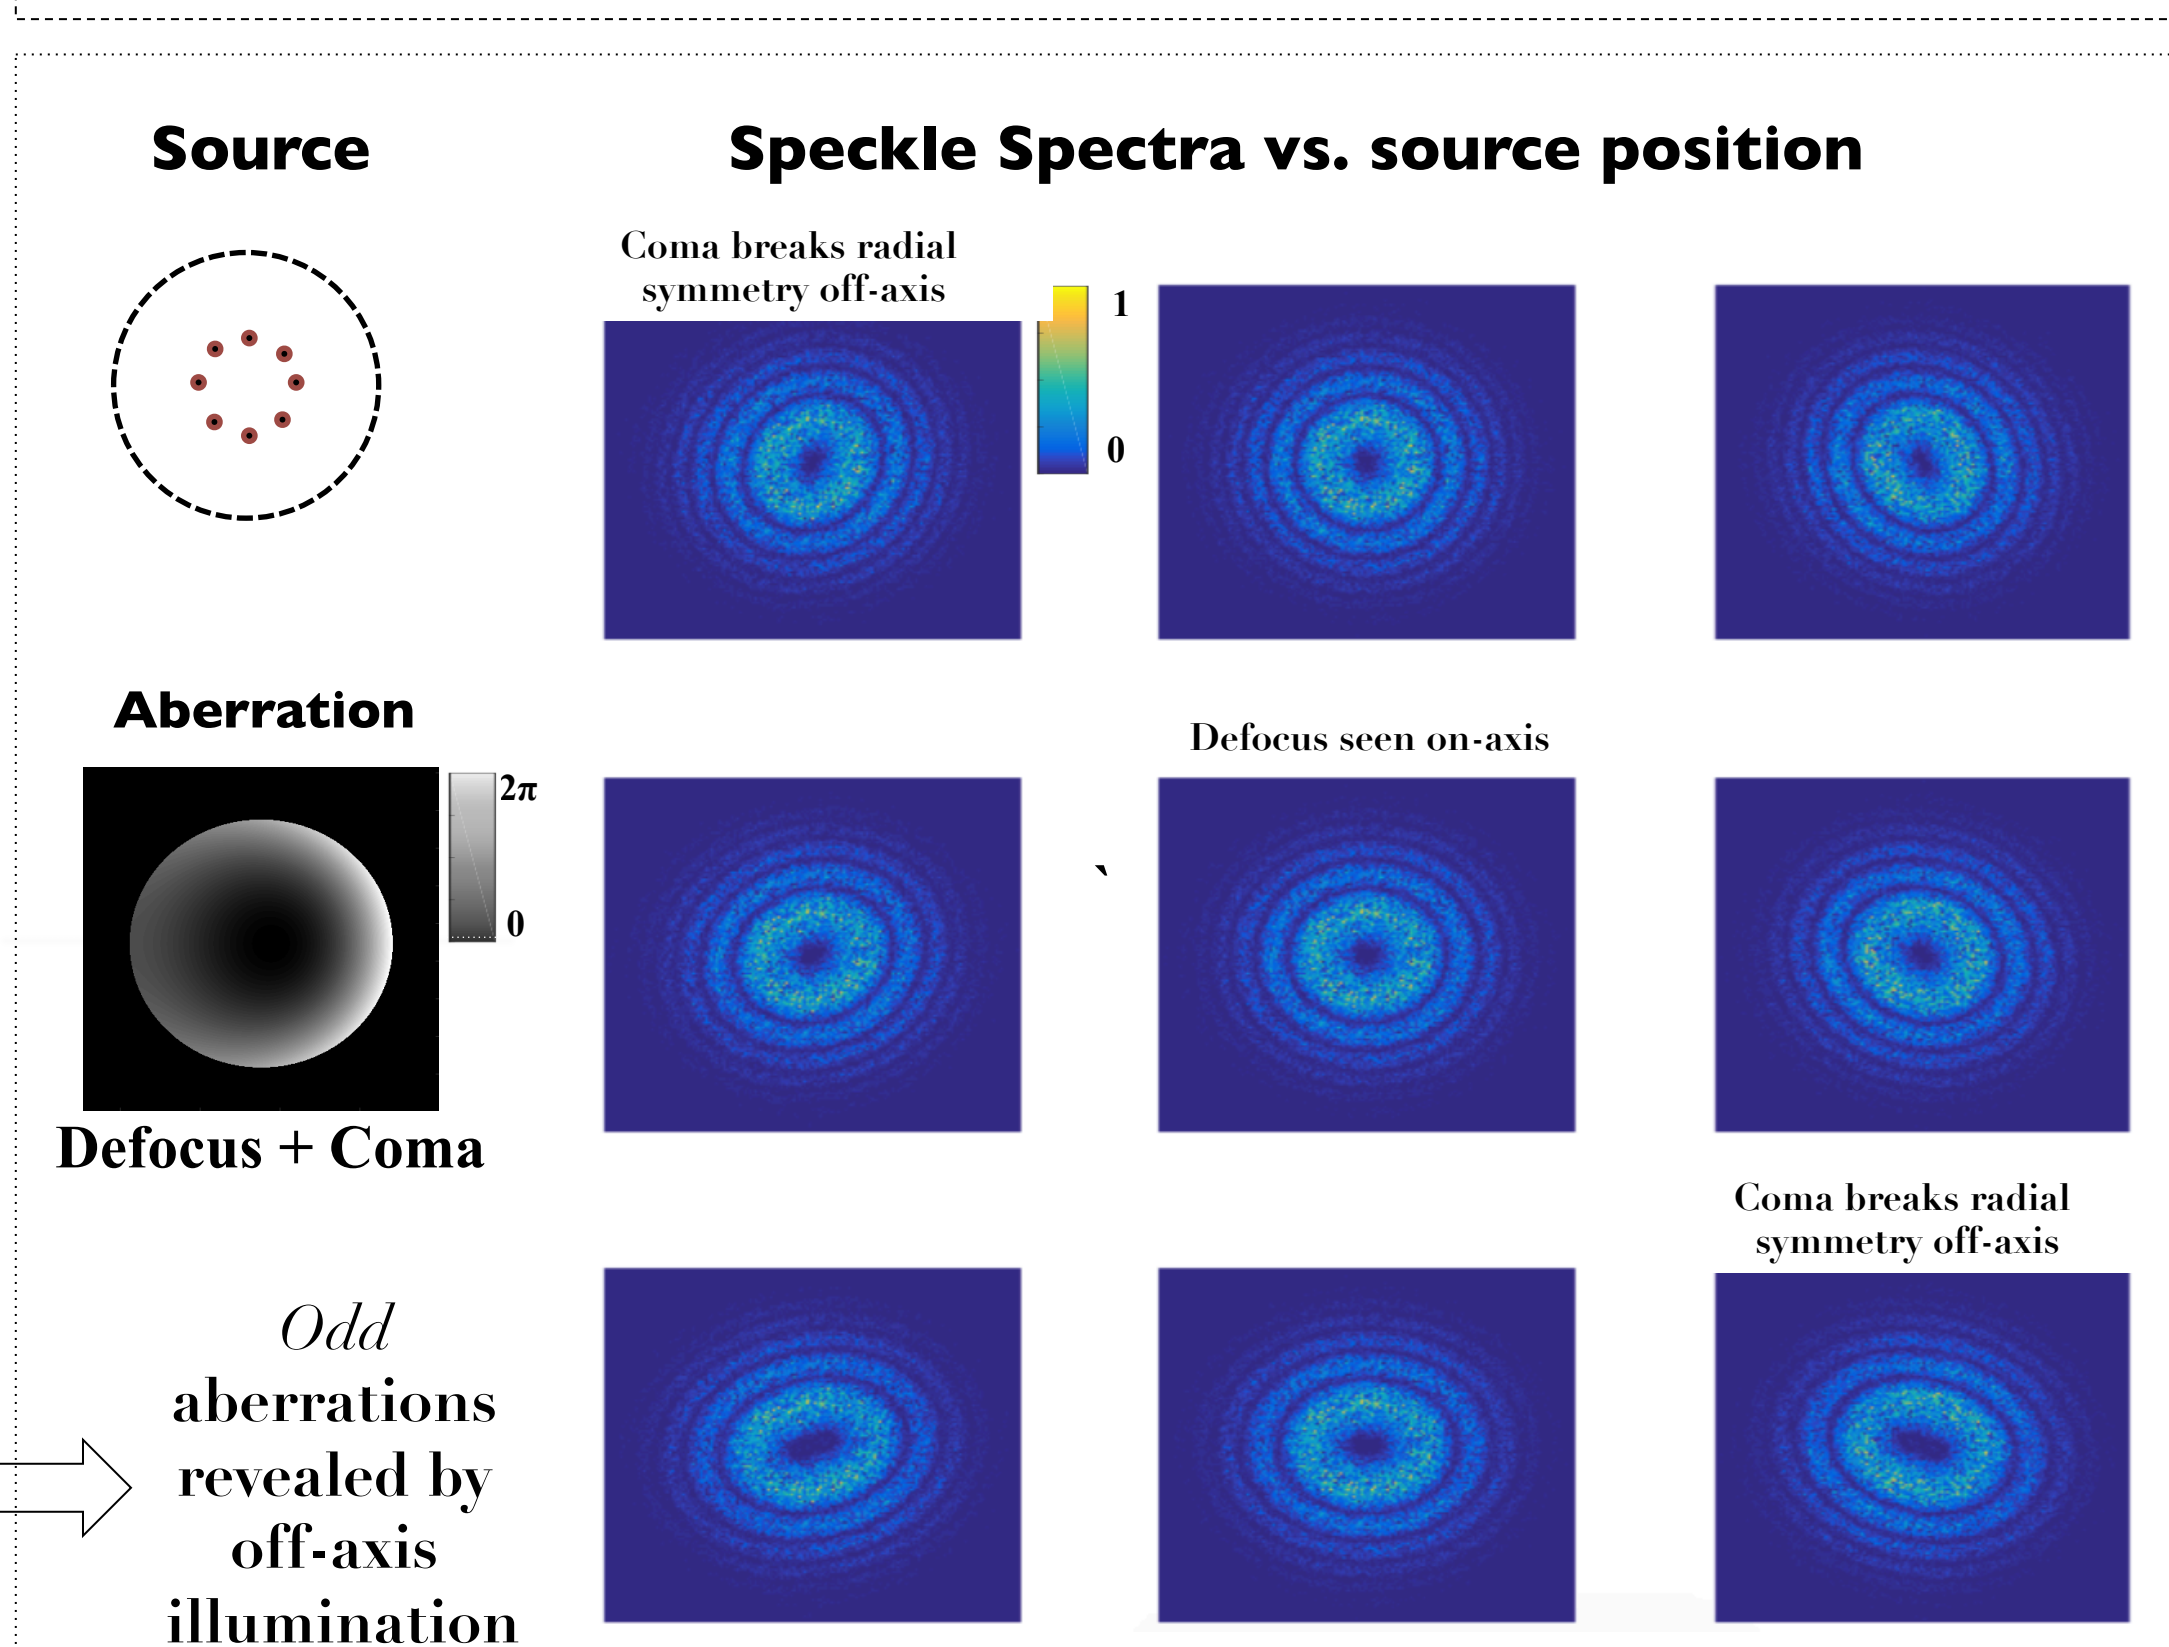 Source
Speckle Spectra vs. source position
Coma breaks radial
symmetry off-axis
1
0
Aberration
2π
0
Defocus + Coma
Defocus seen on-axis
`
Coma breaks radial
symmetry off-axis
Odd
aberrations
revealed by
off-axis
illumination